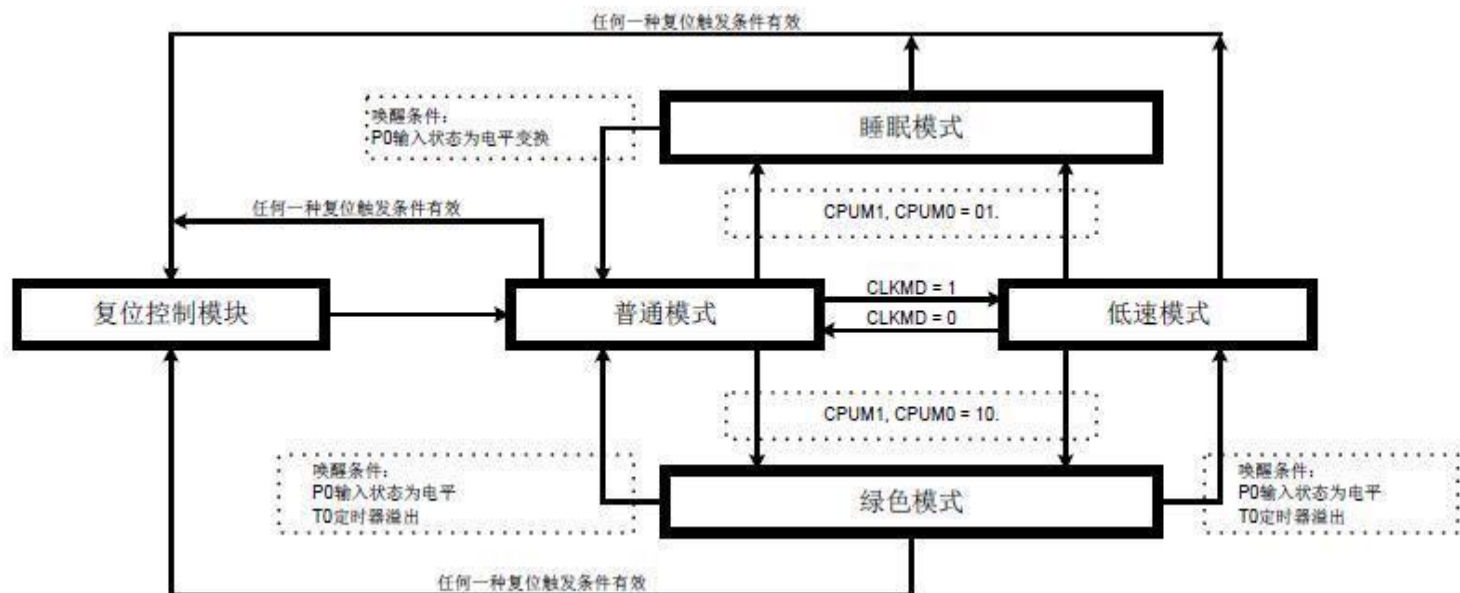 任何一种复位触发条件有效
唤醒条件:
P0输入状态为电平变换
睡眠模式
任何一种复位触发条件有效
CPUM1, CPUM0 = 01.
复位控制模块
普通模式
CLKMD = 1
CLKMD = 0
低速模式
CPUM1, CPUM0 = 10.
唤醒条件:
P0输入状态为电平
T0定时器溢出
绿色模式
唤醒条件:
P0输入状态为电平
T0定时器溢出
任何一种复位触发条件有效